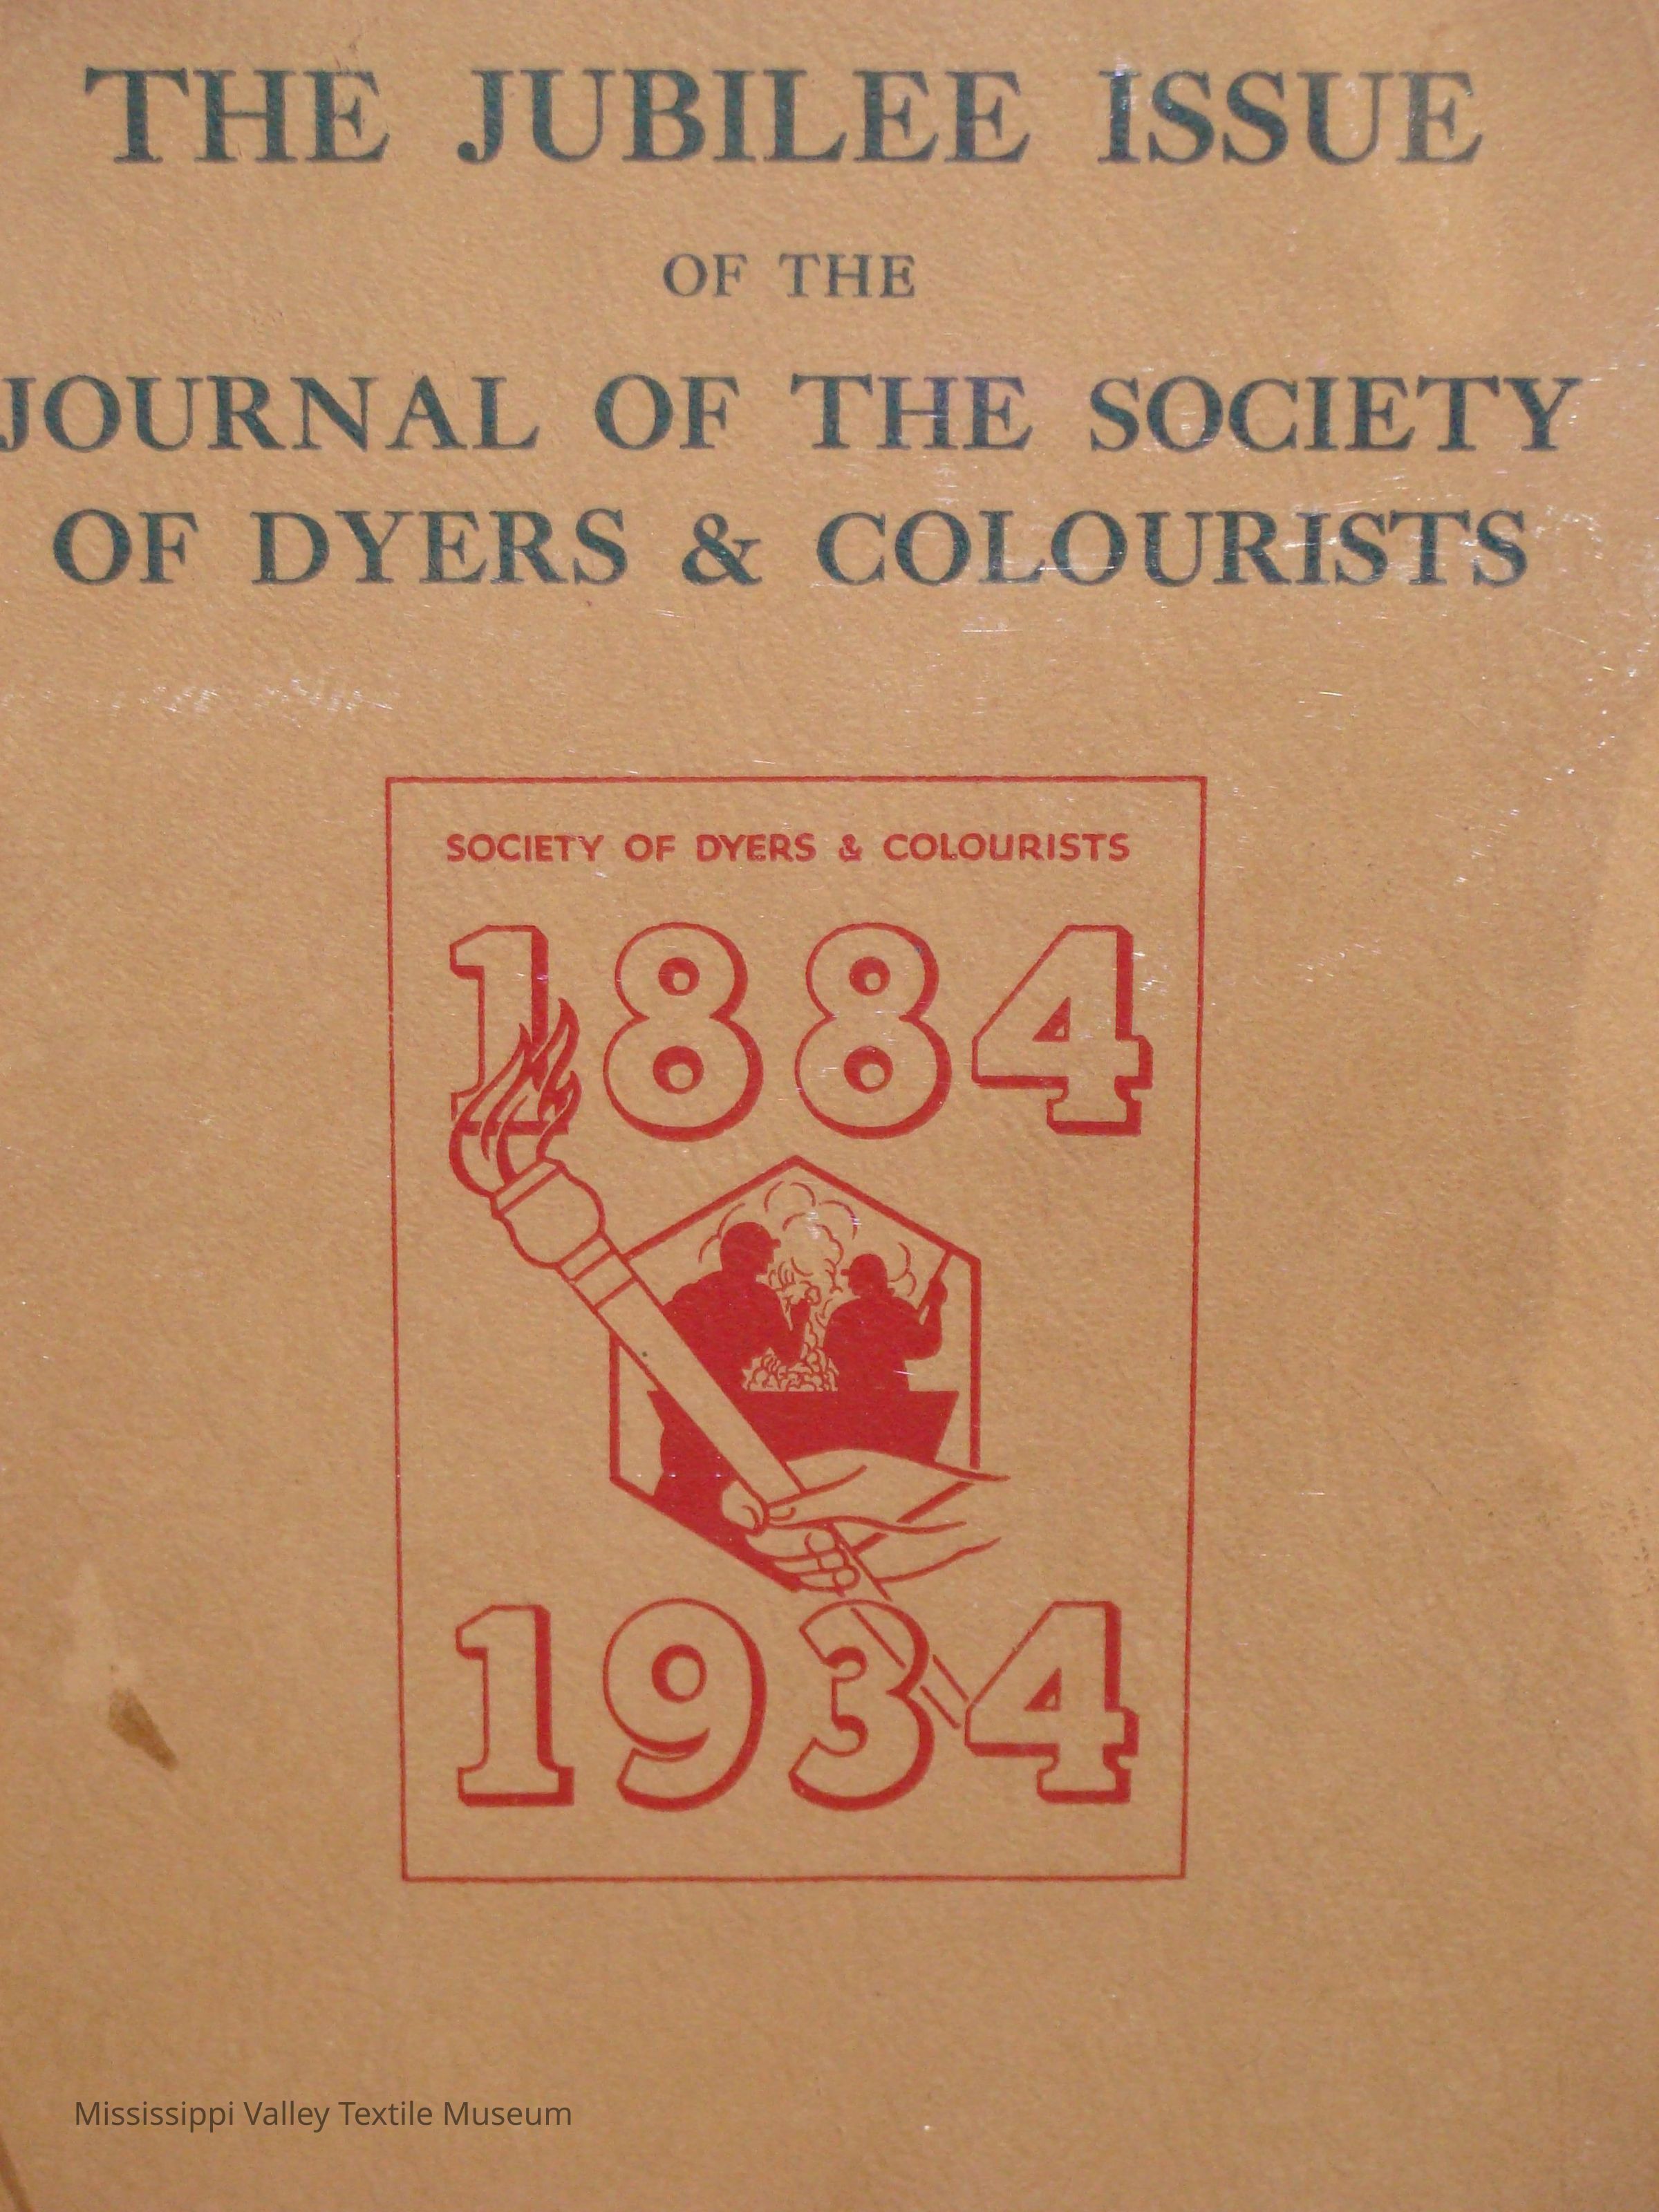 THE JUBILEE ISSUE
OF THE
JOURNAL OF THE SOCIETY
OF DYERS & COLOURISTS
SOCIETY OF DYERS & COLOURISTS
1884
1934
Mississippi Valley Textile Museum